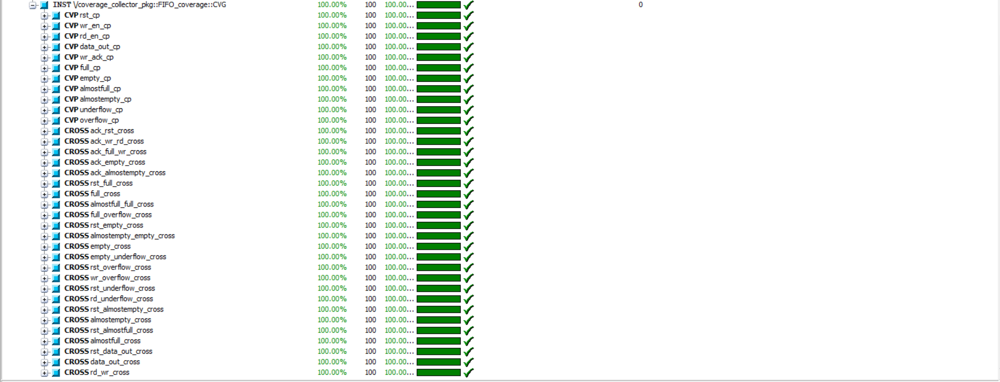 INST \/coverage_collector_pkg::FIFO_coverage::CVG 100.00% 100 100.00... 0
CVP rst_cp 100.00% 100 100.00...
CVP wr_en_cp 100.00% 100 100.00...
CVP rd_en_cp 100.00% 100 100.00...
CVP data_out_cp 100.00% 100 100.00...
CVP wr_ack_cp 100.00% 100 100.00...
CVP full_cp 100.00% 100 100.00...
CVP empty_cp 100.00% 100 100.00...
CVP almostfull_cp 100.00% 100 100.00...
CVP almostempty_cp 100.00% 100 100.00...
CVP underflow_cp 100.00% 100 100.00...
CVP overflow_cp 100.00% 100 100.00...
CROSS ack_rst_cross 100.00% 100 100.00...
CROSS ack_wr_rd_cross 100.00% 100 100.00...
CROSS ack_full_wr_cross 100.00% 100 100.00...
CROSS ack_empty_cross 100.00% 100 100.00...
CROSS ack_almostempty_cross 100.00% 100 100.00...
CROSS rst_full_cross 100.00% 100 100.00...
CROSS full_cross 100.00% 100 100.00...
CROSS almostfull_full_cross 100.00% 100 100.00...
CROSS full_overflow_cross 100.00% 100 100.00...
CROSS rst_empty_cross 100.00% 100 100.00...
CROSS almostempty_empty_cross 100.00% 100 100.00...
CROSS empty_cross 100.00% 100 100.00...
CROSS empty_underflow_cross 100.00% 100 100.00...
CROSS rst_overflow_cross 100.00% 100 100.00...
CROSS wr_overflow_cross 100.00% 100 100.00...
CROSS rst_underflow_cross 100.00% 100 100.00...
CROSS rd_underflow_cross 100.00% 100 100.00...
CROSS rst_almostempty_cross 100.00% 100 100.00...
CROSS almostempty_cross 100.00% 100 100.00...
CROSS rst_almostfull_cross 100.00% 100 100.00...
CROSS almostfull_cross 100.00% 100 100.00...
CROSS rst_data_out_cross 100.00% 100 100.00...
CROSS data_out_cross 100.00% 100 100.00...
CROSS rd_wr_cross 100.00% 100 100.00...